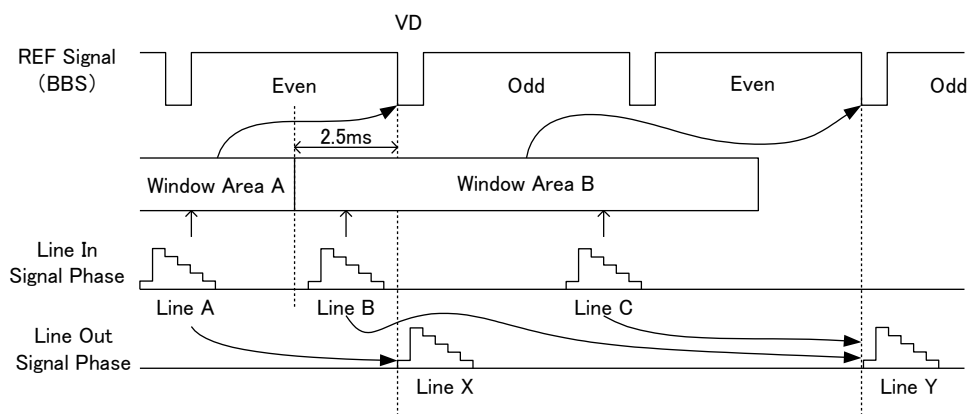 VD
REF Signal
(BBS)
Even
Odd
Even
Odd
2.5ms
Window Area A
Window Area B
Line In
Signal Phase
Line A
Line B
Line C
Line Out
Signal Phase
Line X
Line Y